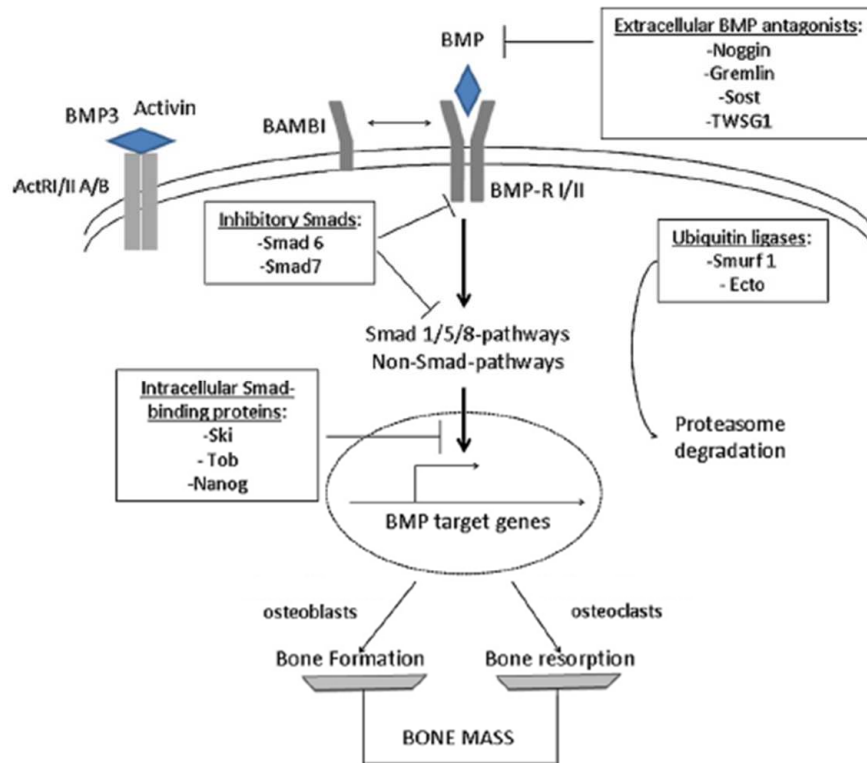 Extracellular BMP antagonists:
-Noggin
-Gremlin
-Sost
-TWSG1
BMP
BMP3 Activin
BAMBI
ActRI/II A/B
BMP-R I/II
Inhibitory Smads:
-Smad 6
-Smad7
Ubiquitin ligases:
-Smurf 1
- Ecto
Smad 1/5/8-pathways
Non-Smad-pathways
Intracellular Smad-
binding proteins:
-Ski
- Tob
-Nanog
Proteasome
degradation
BMP target genes
osteoblasts
osteoclasts
Bone Formation
Bone resorption
BONE MASS